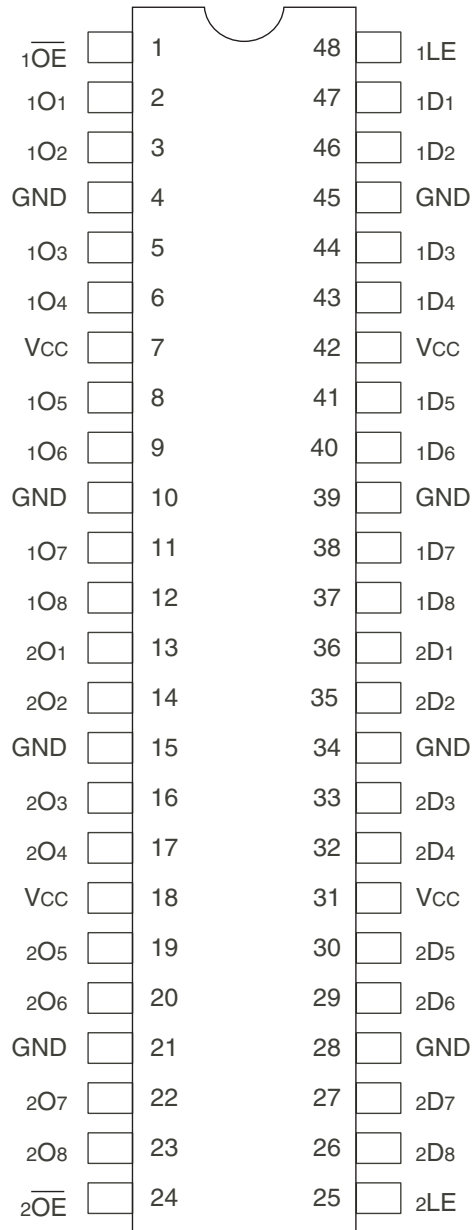 1O̅E̅ 1 48 1LE
1O1 2 47 1D1
1O2 3 46 1D2
GND 4 45 GND
1O3 5 44 1D3
1O4 6 43 1D4
VCC 7 42 VCC
1O5 8 41 1D5
1O6 9 40 1D6
GND 10 39 GND
1O7 11 38 1D7
1O8 12 37 1D8
2O1 13 36 2D1
2O2 14 35 2D2
GND 15 34 GND
2O3 16 33 2D3
2O4 17 32 2D4
VCC 18 31 VCC
2O5 19 30 2D5
2O6 20 29 2D6
GND 21 28 GND
2O7 22 27 2D7
2O8 23 26 2D8
2O̅E̅ 24 25 2LE